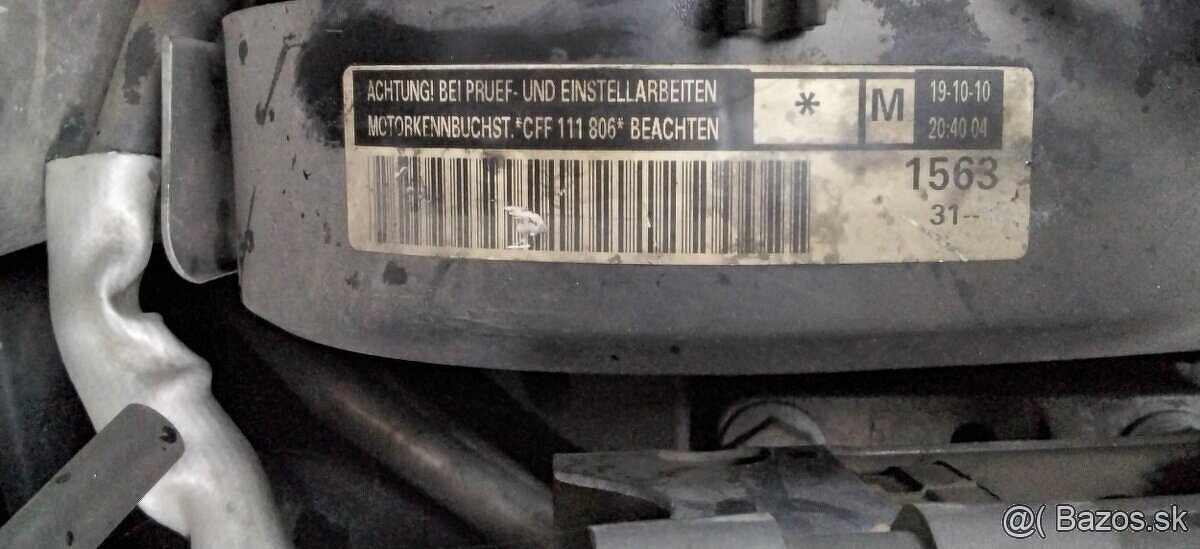 ACHTUNG! BEI PRUEF- UND EINSTELLARBEITEN
MOTORKENNBUCHST.*CFF 111 806* BEACHTEN
*
M
19-10-10
20:40 04
1563
31--
@( Bazos.sk